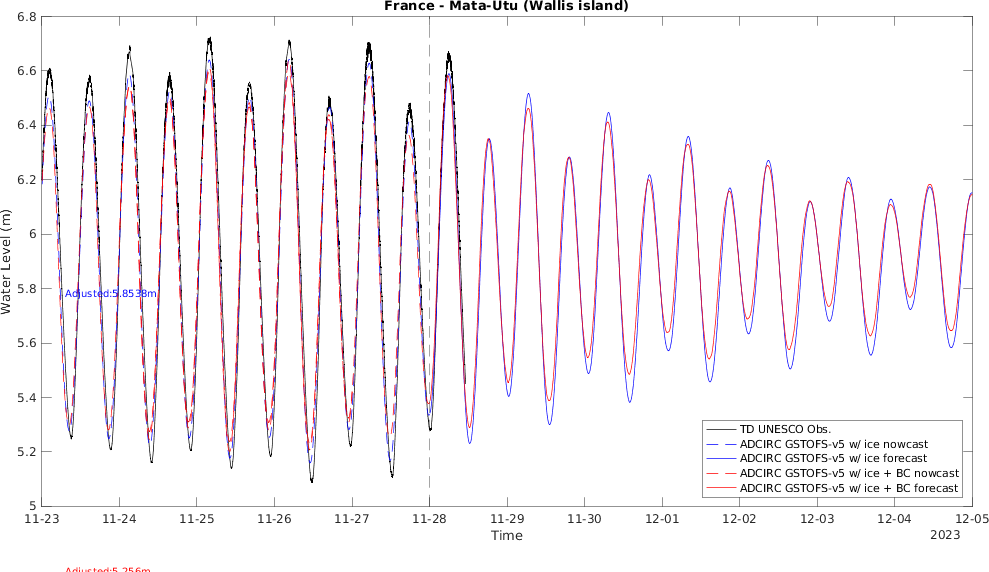 France - Mata-Utu (Wallis island)
6.8
6.6
6.4
6.2
6
5.8
5.6
5.4
5.2
5
Water Level (m)
Adjusted:5.8538m
TD UNESCO Obs.
ADCIRC GSTOFS-v5 w/ ice nowcast
ADCIRC GSTOFS-v5 w/ ice forecast
ADCIRC GSTOFS-v5 w/ ice + BC nowcast
ADCIRC GSTOFS-v5 w/ ice + BC forecast
11-23 11-24 11-25 11-26 11-27 11-28 11-29 11-30 12-01 12-02 12-03 12-04 12-05
Time
2023
Adjusted:5.256m